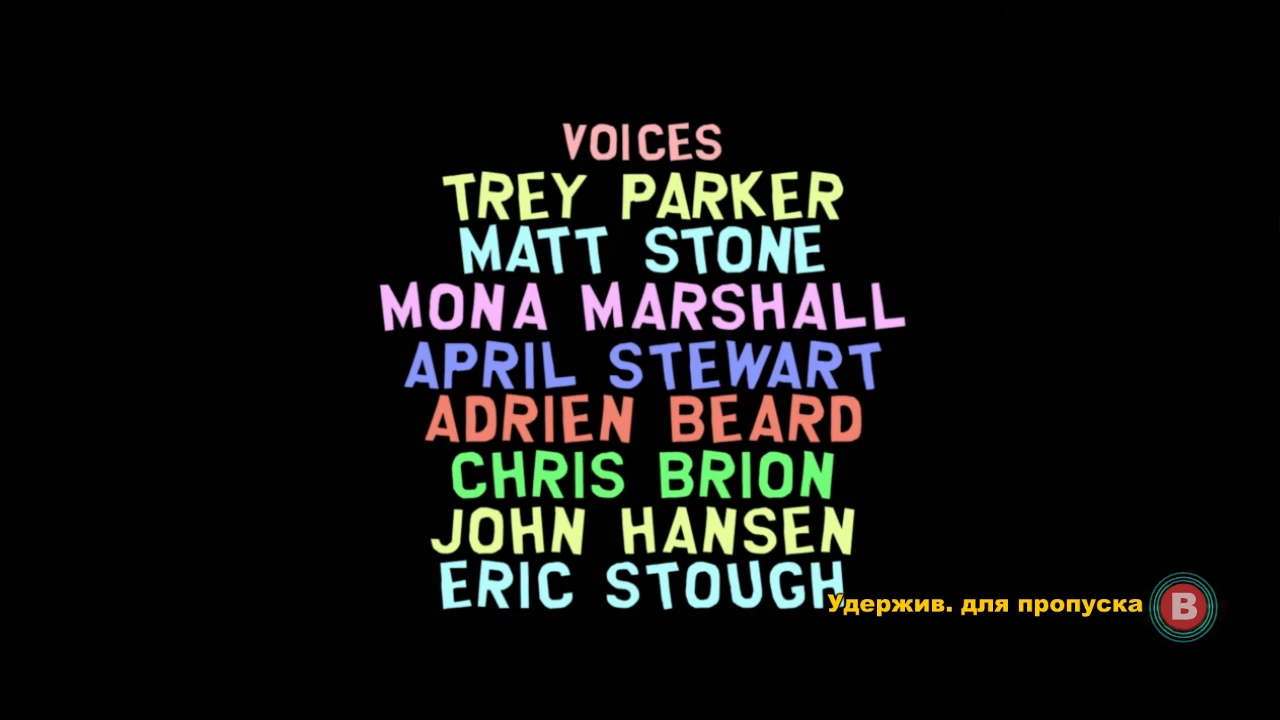 VOICES
TREY PARKER
MATT STONE
MONA MARSHALL
APRIL STEWART
ADRIEN BEARD
CHRIS BRION
JOHN HANSEN
ERIC STOUGH
Удержив. для пропуска B